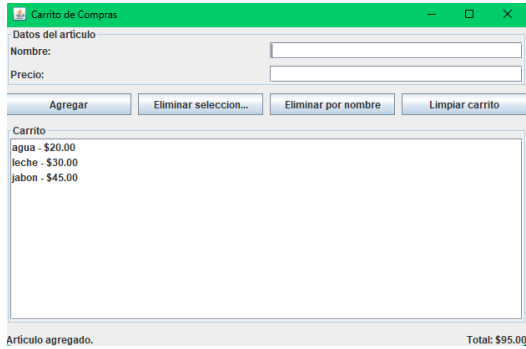 Carrito de Compras
Datos del artículo
Nombre:
Precio:
Agregar Eliminar seleccion... Eliminar por nombre Limpiar carrito
Carrito
agua - $20.00
leche - $30.00
jabon - $45.00
Artículo agregado. Total: $95.00